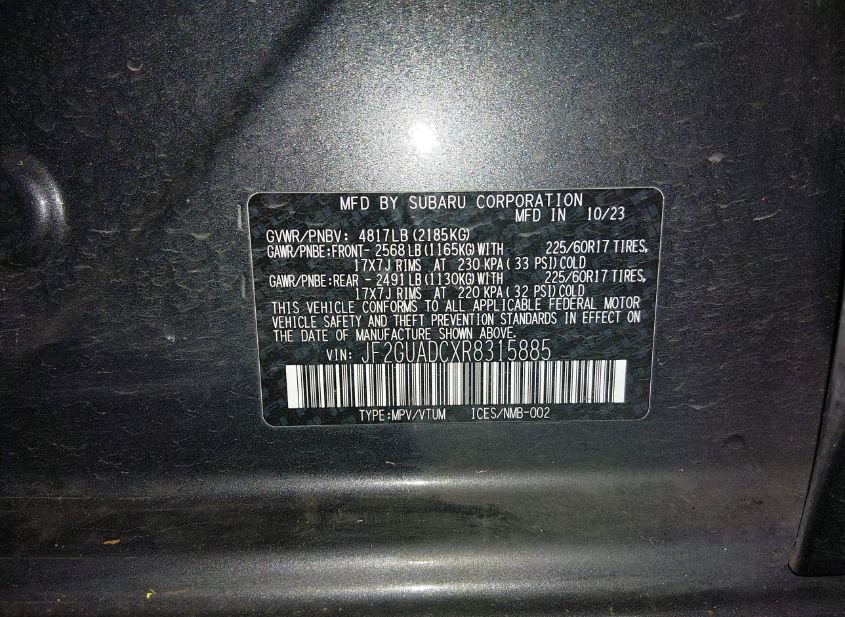 MFD BY SUBARU CORPORATION
MFD IN 10/23
GVWR/PNBV: 4817LB(2185KG)
GAWR/PNBE:FRONT- 2568LB(1165KG)WITH 225/60R17 TIRES,
17X7J RIMS AT 230 KPA(33 PSI)COLD
GAWR/PNBE:REAR - 2491LB(1130KG)WITH 225/60R17 TIRES,
17X7J RIMS AT 220 KPA(32 PSI)COLD
THIS VEHICLE CONFORMS TO ALL APPLICABLE FEDERAL MOTOR
VEHICLE SAFETY AND THEFT PREVENTION STANDARDS IN EFFECT ON
THE DATE OF MANUFACTURE SHOWN ABOVE.
VIN: JF2GUADCXR8315885
TYPE:MPV/VTUM ICES/NMB-002